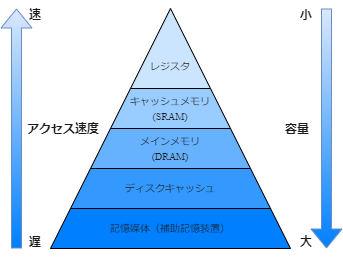 速
小
レジスタ
キャッシュメモリ
(SRAM)
アクセス速度
容量
メインメモリ
(DRAM)
ディスクキャッシュ
記憶媒体（補助記憶装置）
遅
大